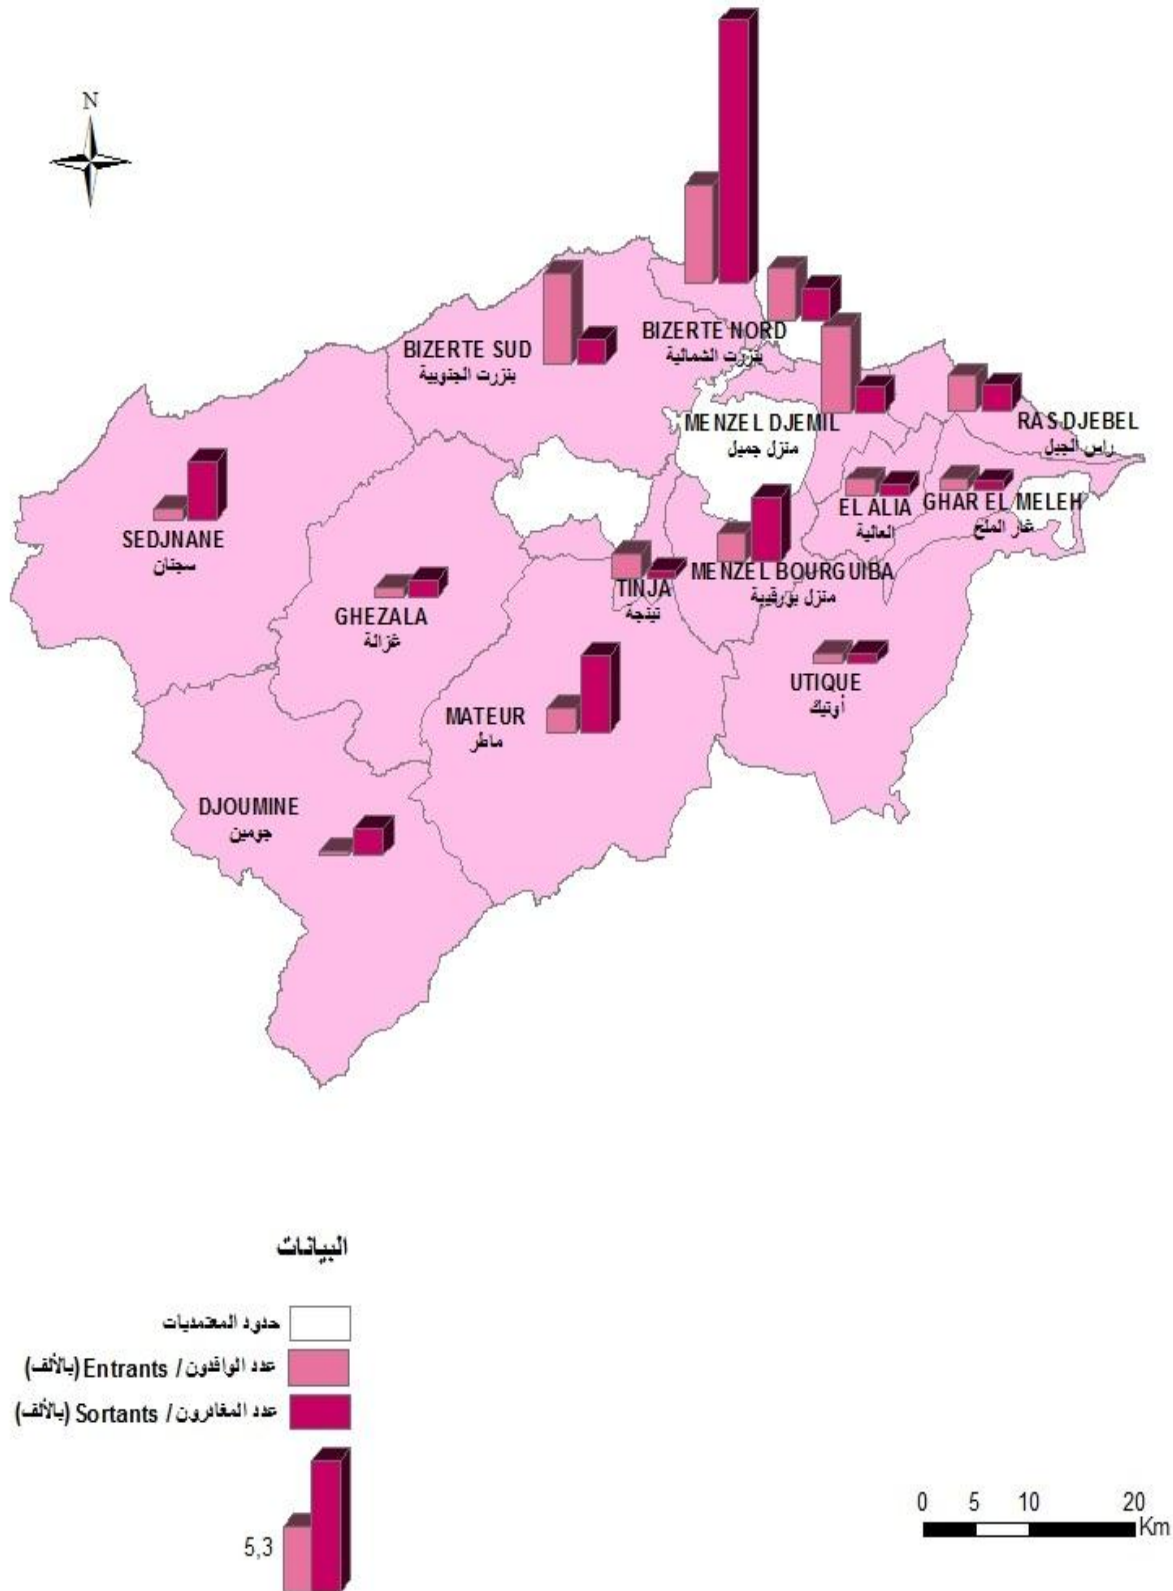 N
BIZERTE NORD
بنزرت الشمالية
BIZERTE SUD
بنزرت الجنوبية
MENZEL DJEMIL
منزل جميل
RAS DJEBEL
راس الجبل
EL ALIA
العالية
GHAR EL MELEH
غار الملح
SEDJNANE
سجنان
MENZEL BOURGUIBA
منزل بورقيبة
TINJA
تينجة
GHEZALA
غزالة
UTIQUE
أوتيك
MATEUR
ماطر
DJOUMINE
جومين
البيانات
حدود المعتمديات
عدد الوافدون / Entrants (بالألف)
عدد المغادرون / Sortants (بالألف)
5,3
0 5 10 20
Km